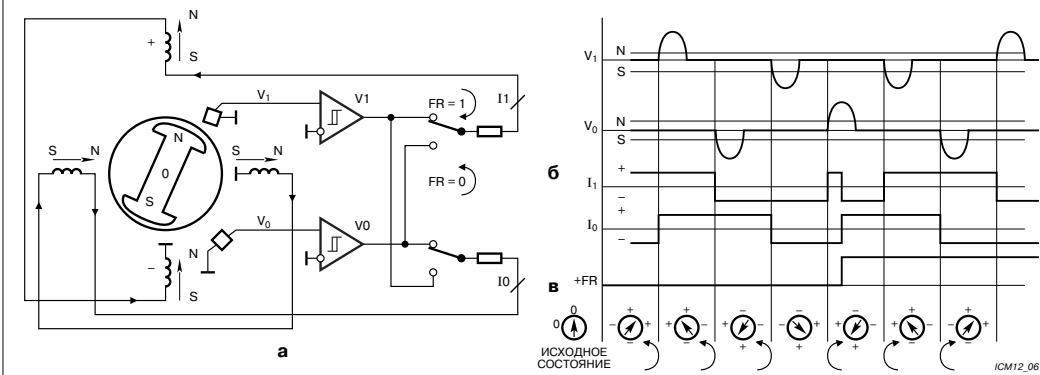 N
+
S
V₁
V1
FR = 1
I1
N
S N
0
S
S N
FR = 0
V₀
V0
N
−
S
I0
а
V₁
N
S
V₀
N
S
б
I₁
+
−
I₀
+
−
в
+FR
0
0
ИСХОДНОЕ
СОСТОЯНИЕ
+ + − − + + −
− + + − + − − + − + + − − +
− − + + − − +
ICM12_06